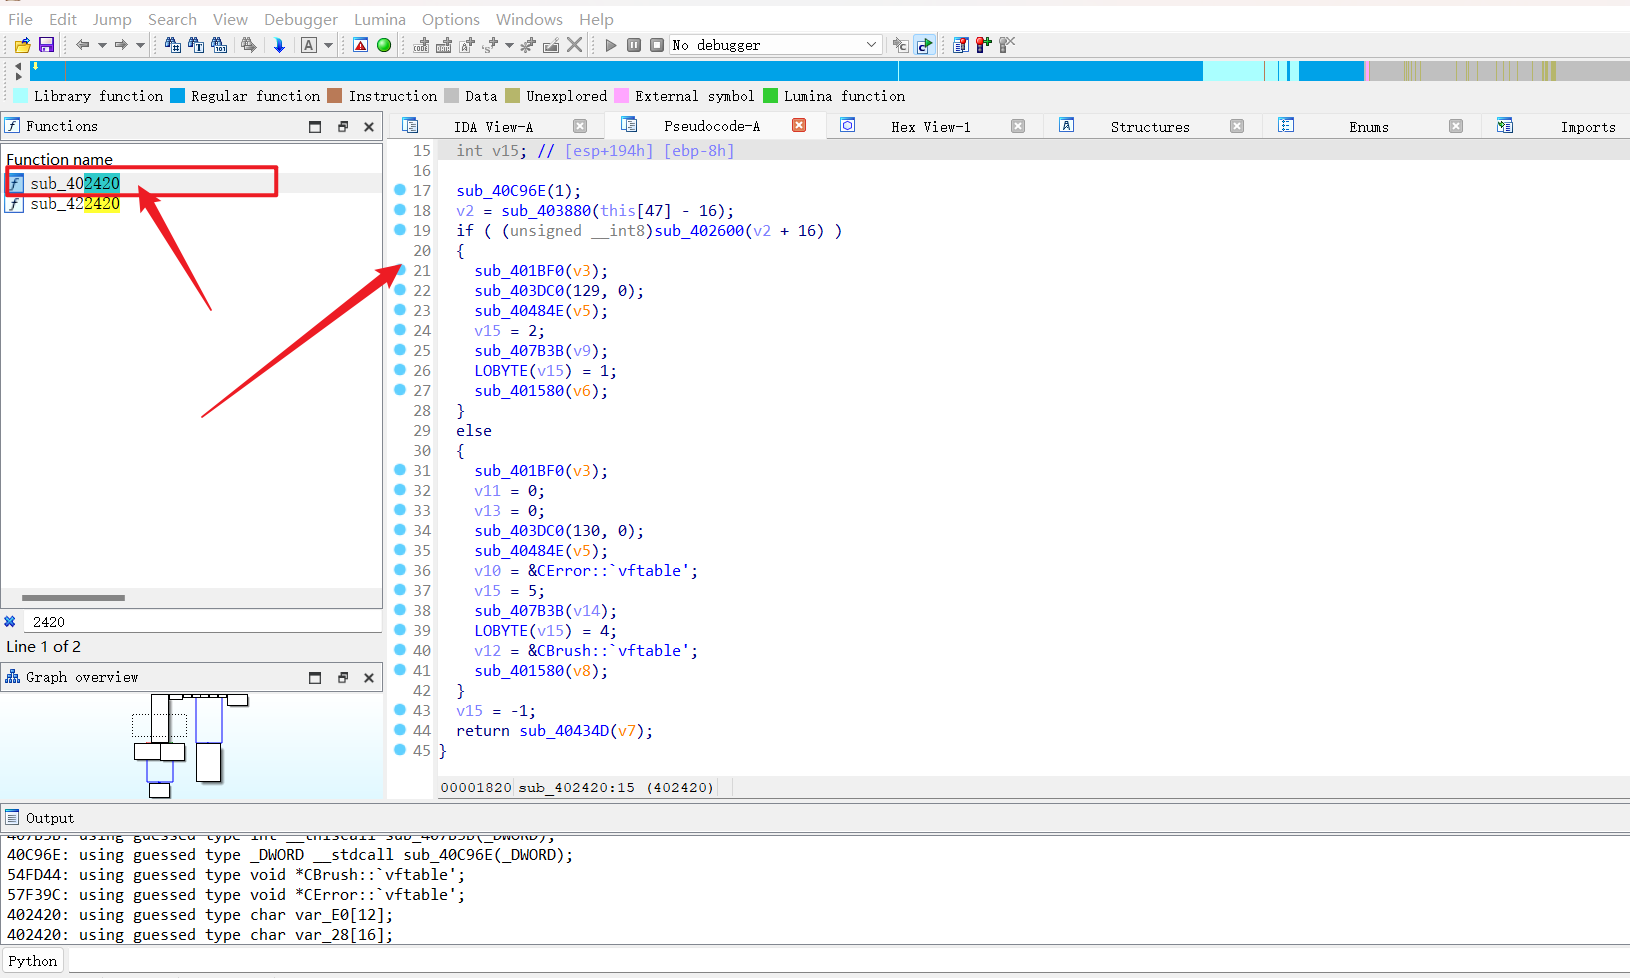 File Edit Jump Search View Debugger Lumina Options Windows Help
No debugger
Library function Regular function Instruction Data Unexplored External symbol Lumina function
Functions
IDA View-A Pseudocode-A Hex View-1 Structures Enums Imports
Function name
sub_402420
sub_422420
2420
Line 1 of 2
Graph overview
15 int v15; // [esp+194h] [ebp-8h]
16
17 sub_40C96E(1);
18 v2 = sub_403880(this[47] - 16);
19 if ( (unsigned __int8)sub_402600(v2 + 16) )
20 {
21 sub_401BF0(v3);
22 sub_403DC0(129, 0);
23 sub_40484E(v5);
24 v15 = 2;
25 sub_407B3B(v9);
26 LOBYTE(v15) = 1;
27 sub_401580(v6);
28 }
29 else
30 {
31 sub_401BF0(v3);
32 v11 = 0;
33 v13 = 0;
34 sub_403DC0(130, 0);
35 sub_40484E(v5);
36 v10 = &CError::`vftable';
37 v15 = 5;
38 sub_407B3B(v14);
39 LOBYTE(v15) = 4;
40 v12 = &CBrush::`vftable';
41 sub_401580(v8);
42 }
43 v15 = -1;
44 return sub_40434D(v7);
45 }
00001820 sub_402420:15 (402420)
Output
407B3B: using guessed type int __thiscall sub_407B3B(_DWORD);
40C96E: using guessed type _DWORD __stdcall sub_40C96E(_DWORD);
54FD44: using guessed type void *CBrush::`vftable';
57F39C: using guessed type void *CError::`vftable';
402420: using guessed type char var_E0[12];
402420: using guessed type char var_28[16];
Python